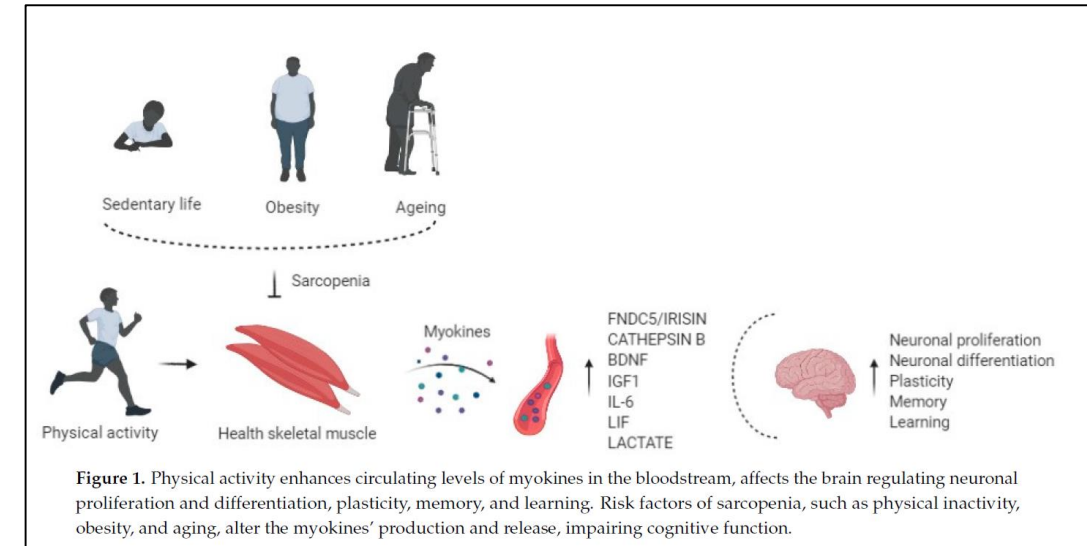 Sedentary life
Obesity
Ageing
Sarcopenia
Physical activity
Health skeletal muscle
Myokines
FNDC5/IRISIN
CATHEPSIN B
BDNF
IGF1
IL-6
LIF
LACTATE
Neuronal proliferation
Neuronal differentiation
Plasticity
Memory
Learning
Figure 1. Physical activity enhances circulating levels of myokines in the bloodstream, affects the brain regulating neuronal
proliferation and differentiation, plasticity, memory, and learning. Risk factors of sarcopenia, such as physical inactivity,
obesity, and aging, alter the myokines’ production and release, impairing cognitive function.